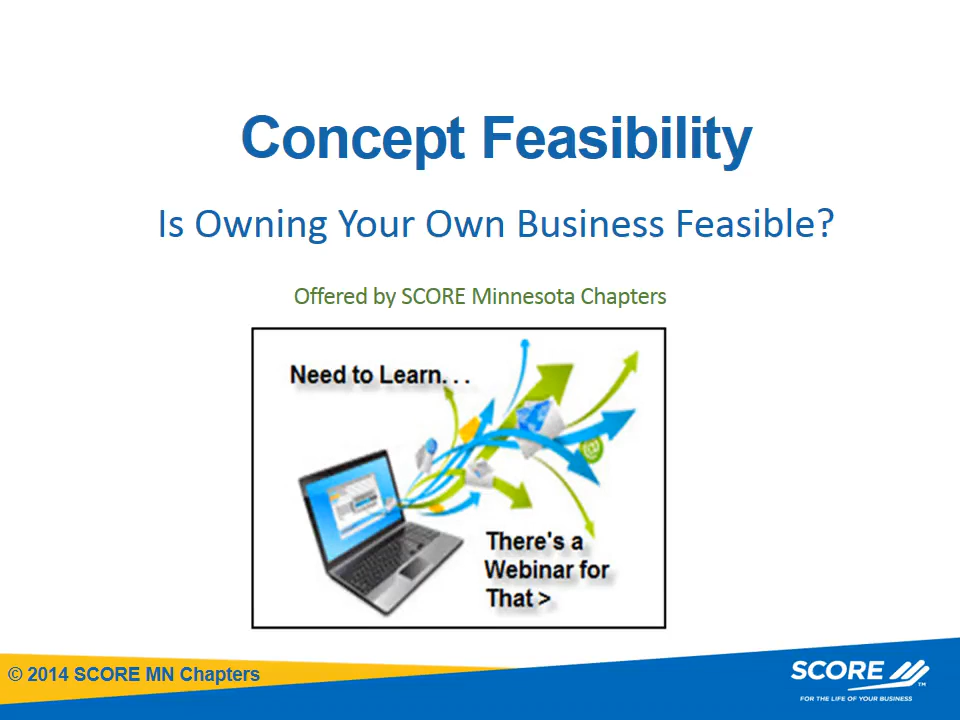 Concept Feasibility
Is Owning Your Own Business Feasible?
Offered by SCORE Minnesota Chapters
Need to Learn. . .
There's a
Webinar for
That >
© 2014 SCORE MN Chapters
SCORE
TM
FOR THE LIFE OF YOUR BUSINESS